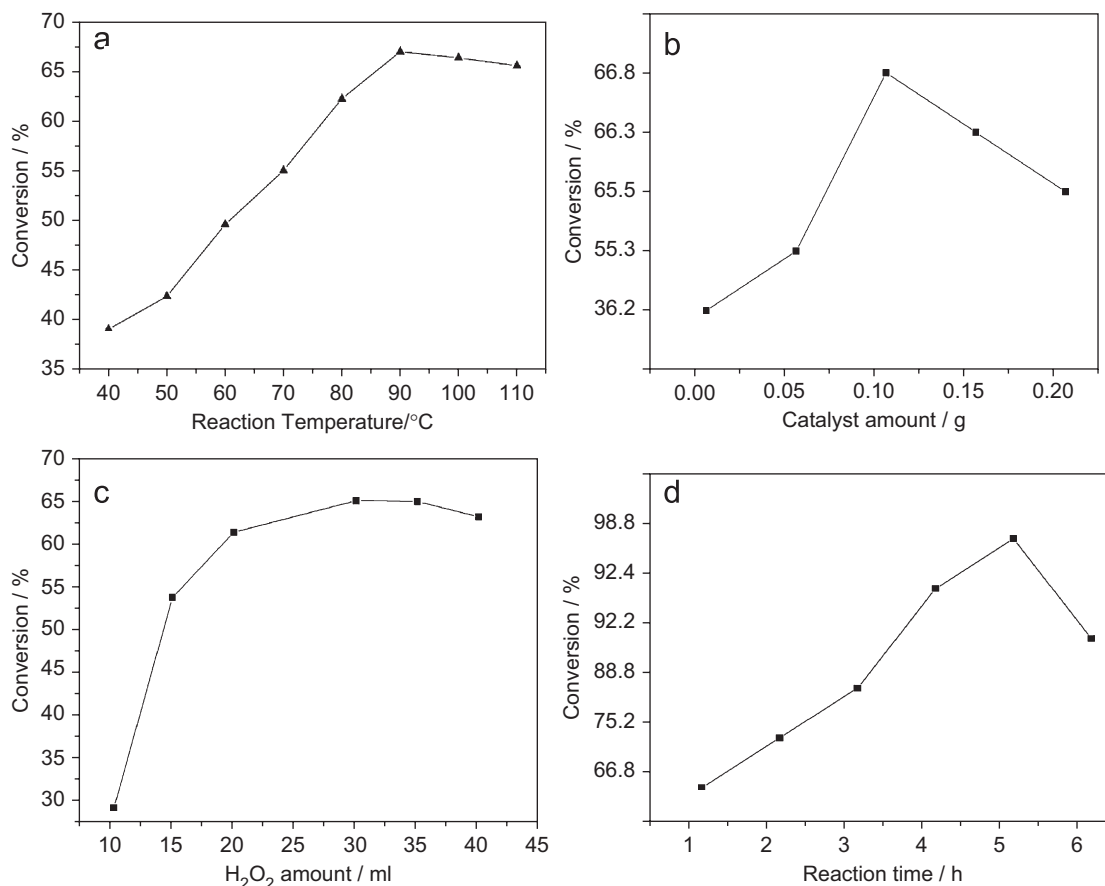 a
70
65
60
55
50
45
40
35
Conversion / %
40 50 60 70 80 90 100 110
Reaction Temperature/°C
b
66.8
66.3
65.5
55.3
36.2
Conversion / %
0.00 0.05 0.10 0.15 0.20
Catalyst amount / g
c
70
65
60
55
50
45
40
35
30
Conversion / %
10 15 20 25 30 35 40 45
H₂O₂ amount / ml
d
98.8
92.4
92.2
88.8
75.2
66.8
Conversion / %
1 2 3 4 5 6
Reaction time / h